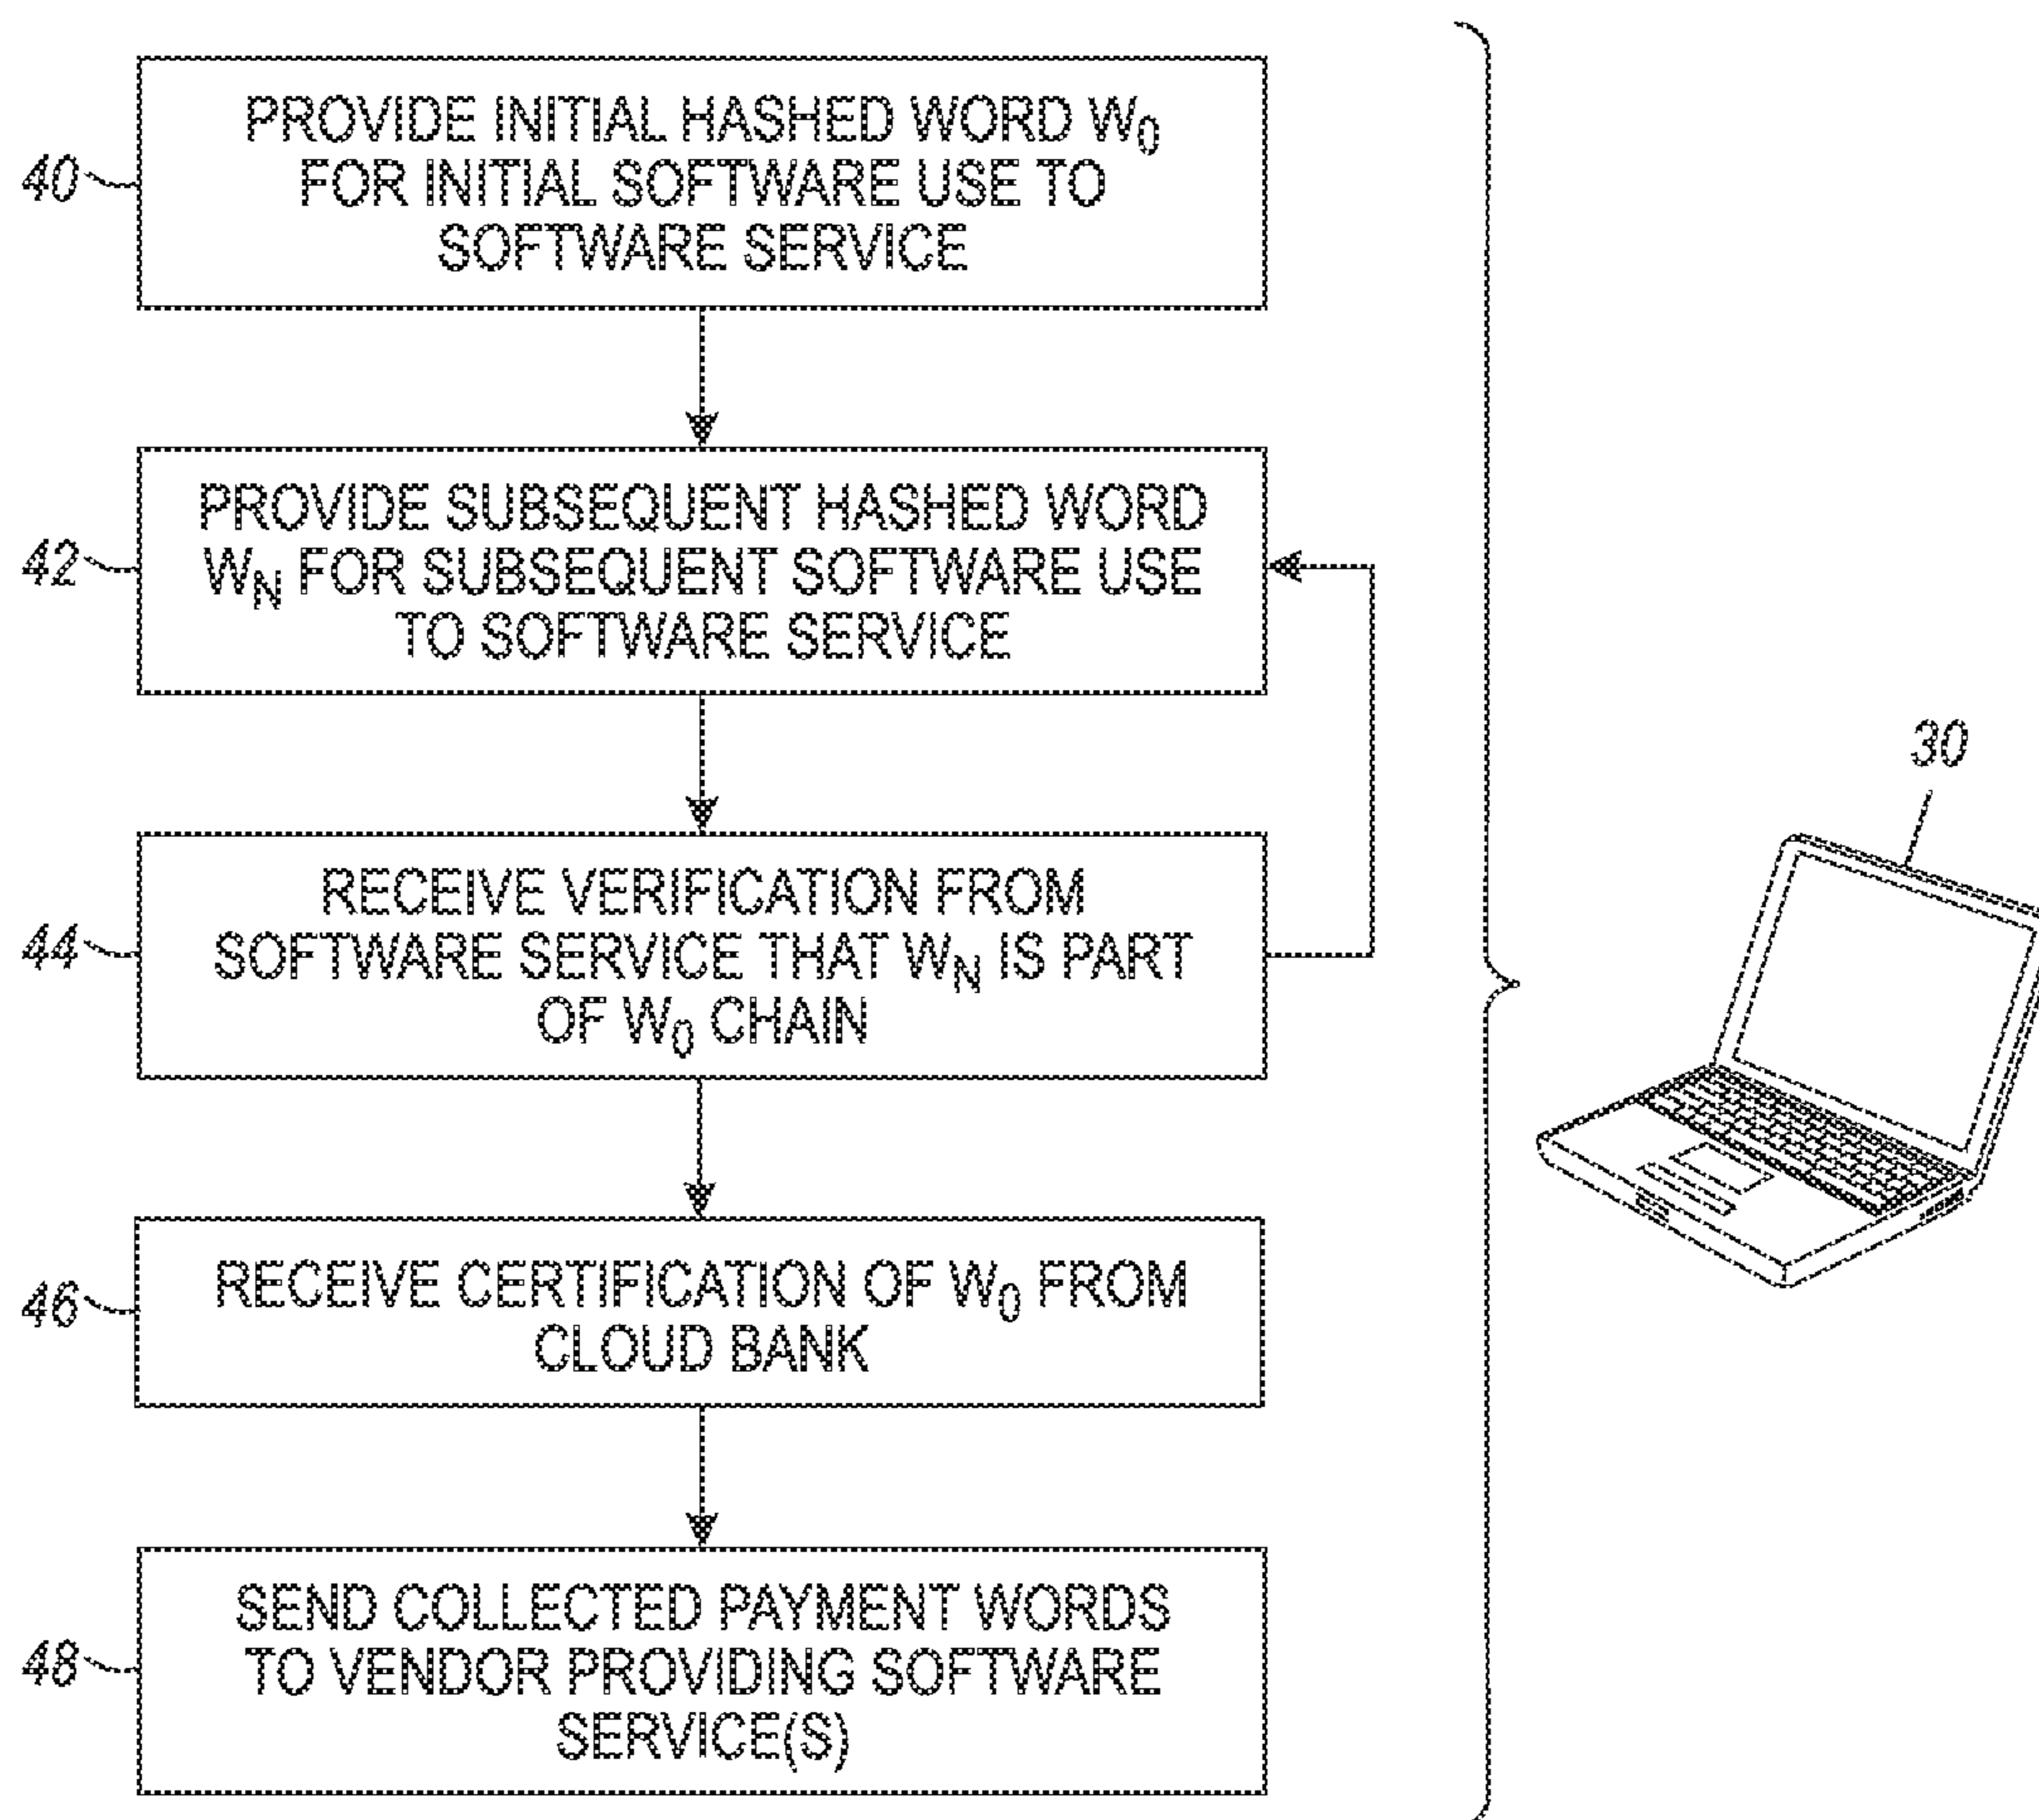 PROVIDE INITIAL HASHED WORD W₀
40 FOR INITIAL SOFTWARE USE TO
SOFTWARE SERVICE
PROVIDE SUBSEQUENT HASHED WORD
42 W_N FOR SUBSEQUENT SOFTWARE USE
TO SOFTWARE SERVICE
30
RECEIVE VERIFICATION FROM
44 SOFTWARE SERVICE THAT W_N IS PART
OF W₀ CHAIN
46 RECEIVE CERTIFICATION OF W₀ FROM
CLOUD BANK
SEND COLLECTED PAYMENT WORDS
48 TO VENDOR PROVIDING SOFTWARE
SERVICE(S)